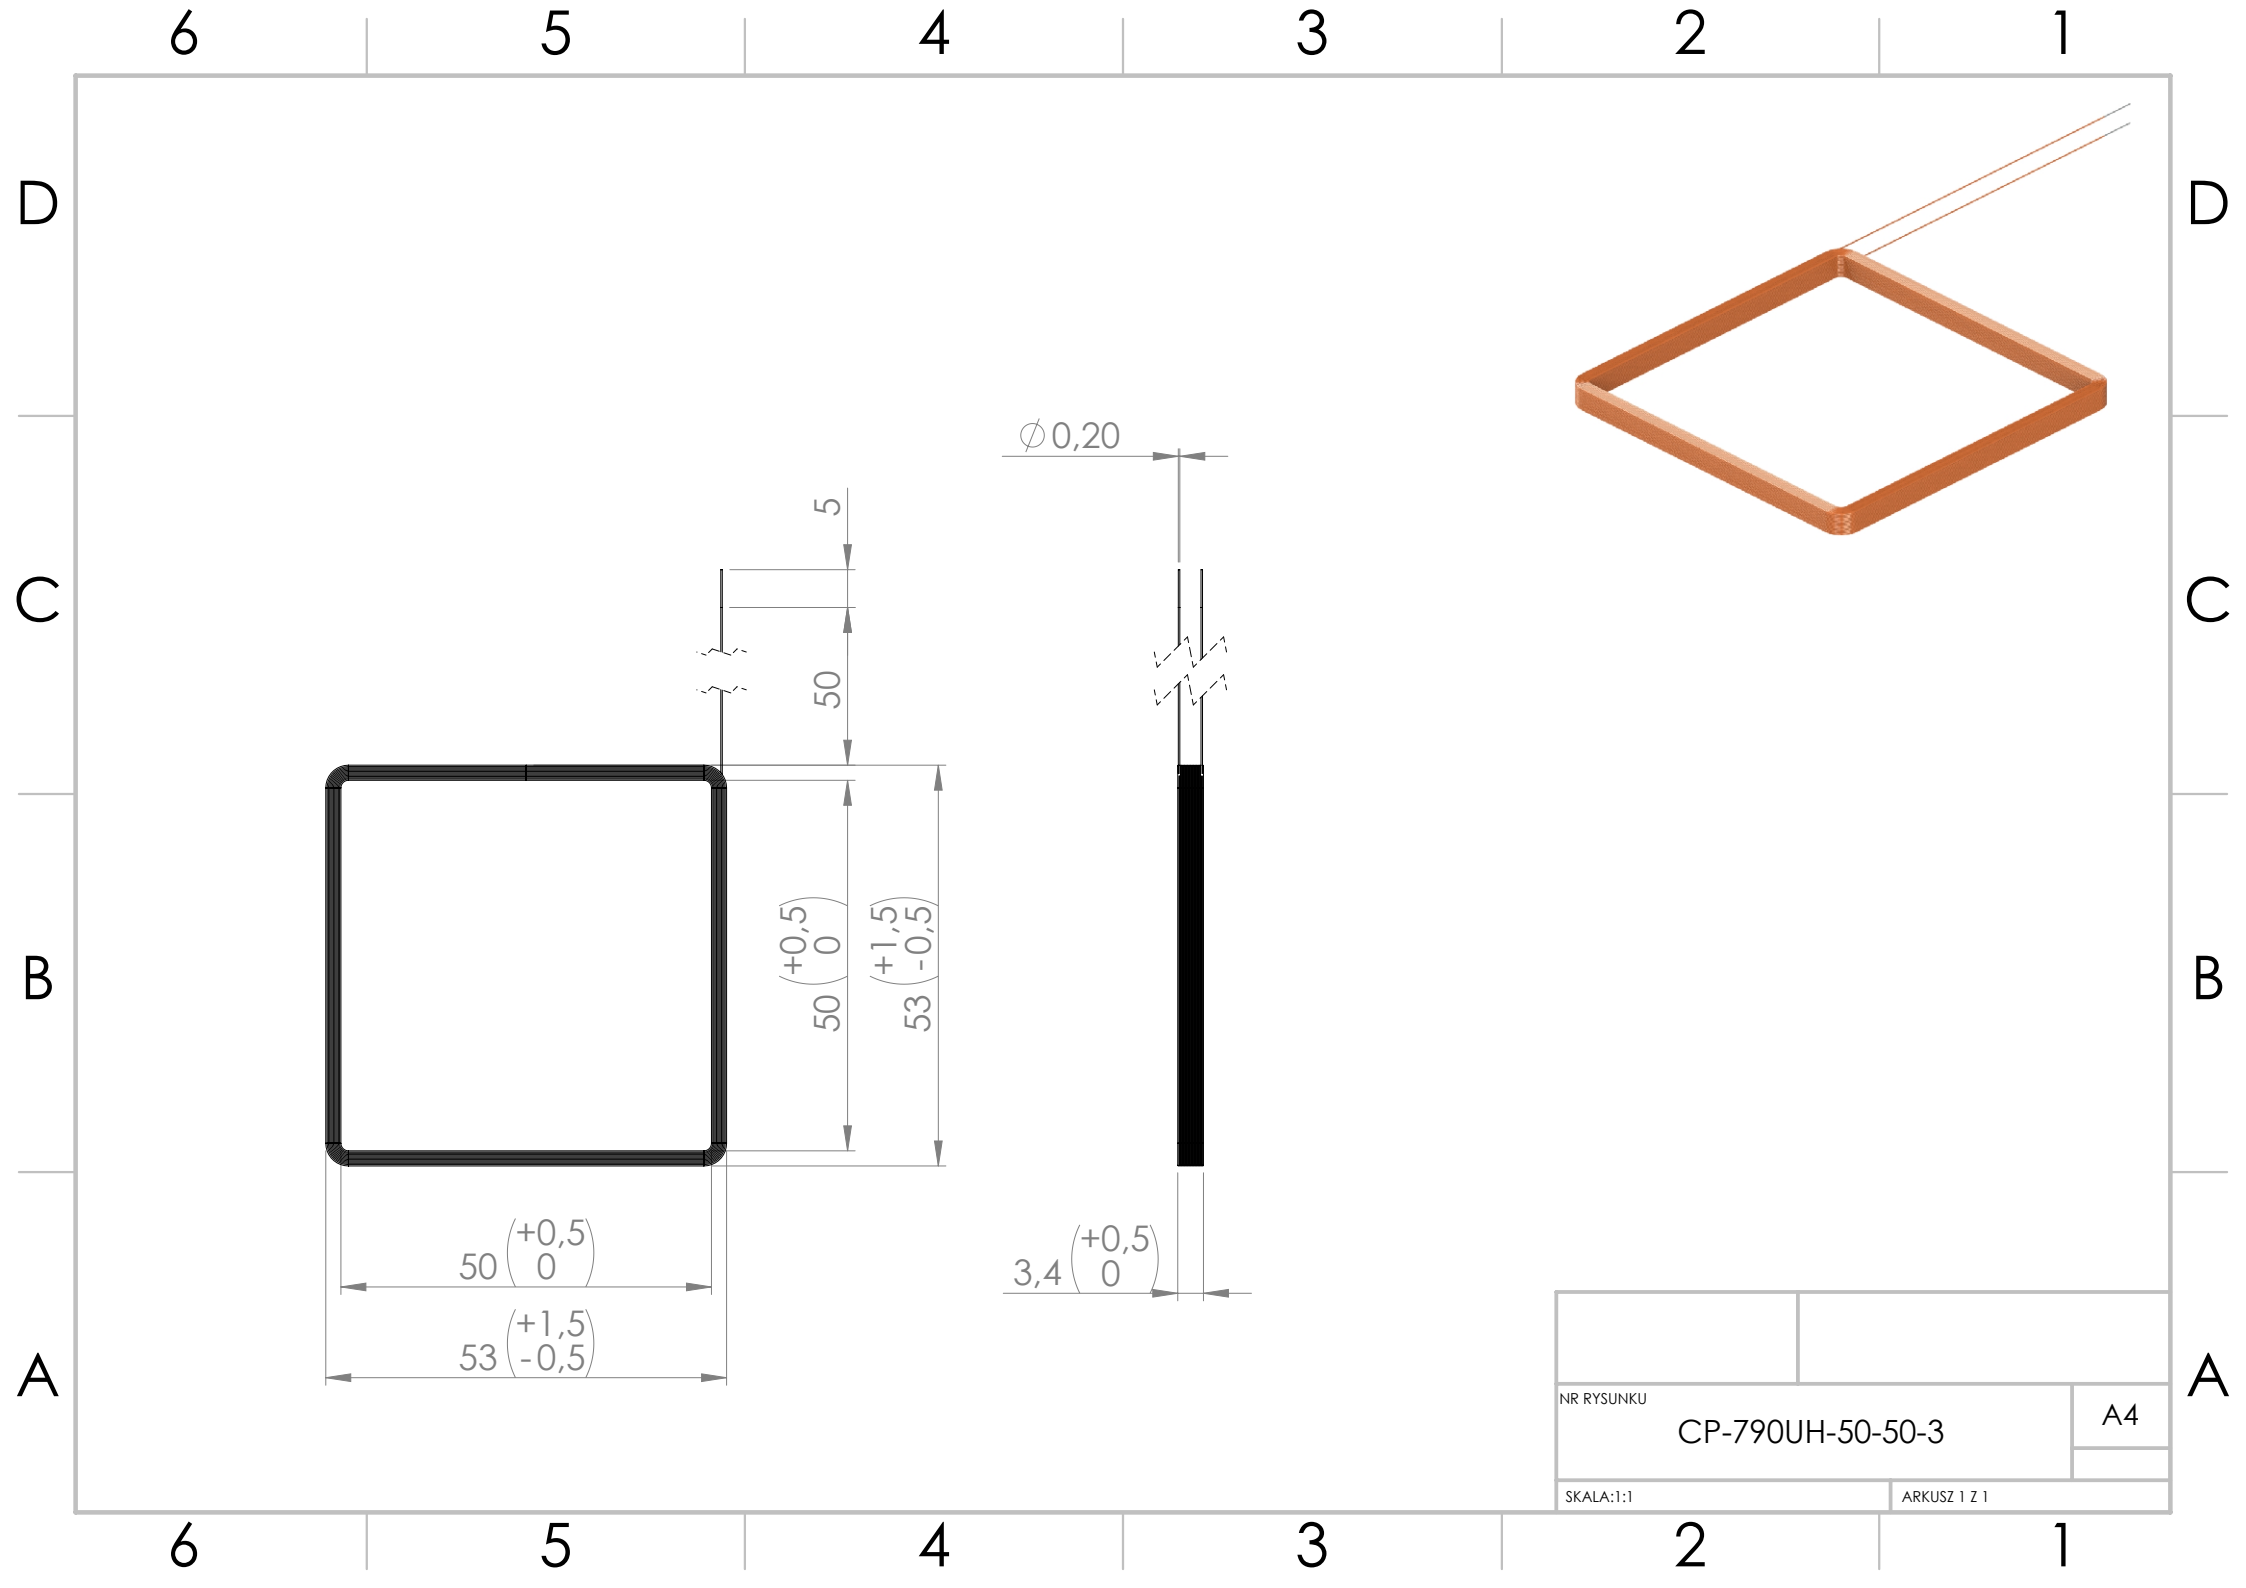 6 5 4 3 2 1
D D
⌀0,20
5
C C
50
50 (+0,5 0)
53 (+1,5 -0,5)
B B
50 (+0,5 0)
3,4 (+0,5 0)
53 (+1,5 -0,5)
A A
NR RYSUNKU
CP-790UH-50-50-3
A4
SKALA:1:1
ARKUSZ 1 Z 1
6 5 4 3 2 1